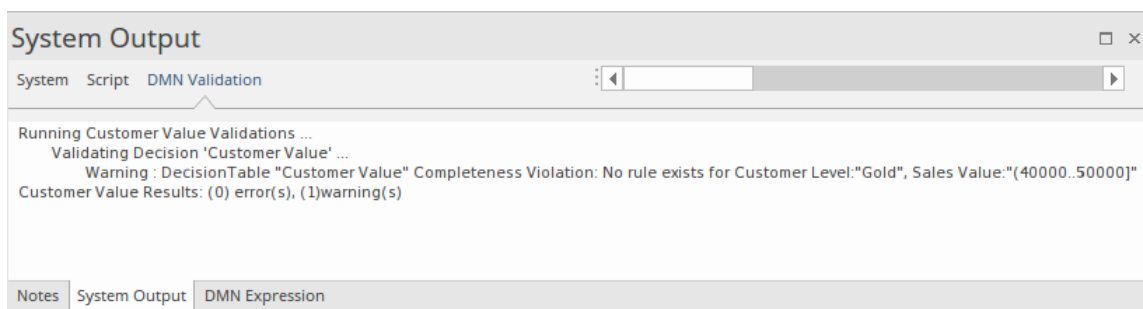 System Output
System Script DMN Validation
Running Customer Value Validations ...
Validating Decision 'Customer Value' ...
Warning : DecisionTable "Customer Value" Completeness Violation: No rule exists for Customer Level:"Gold", Sales Value:"(40000..50000]"
Customer Value Results: (0) error(s), (1)warning(s)
Notes System Output DMN Expression